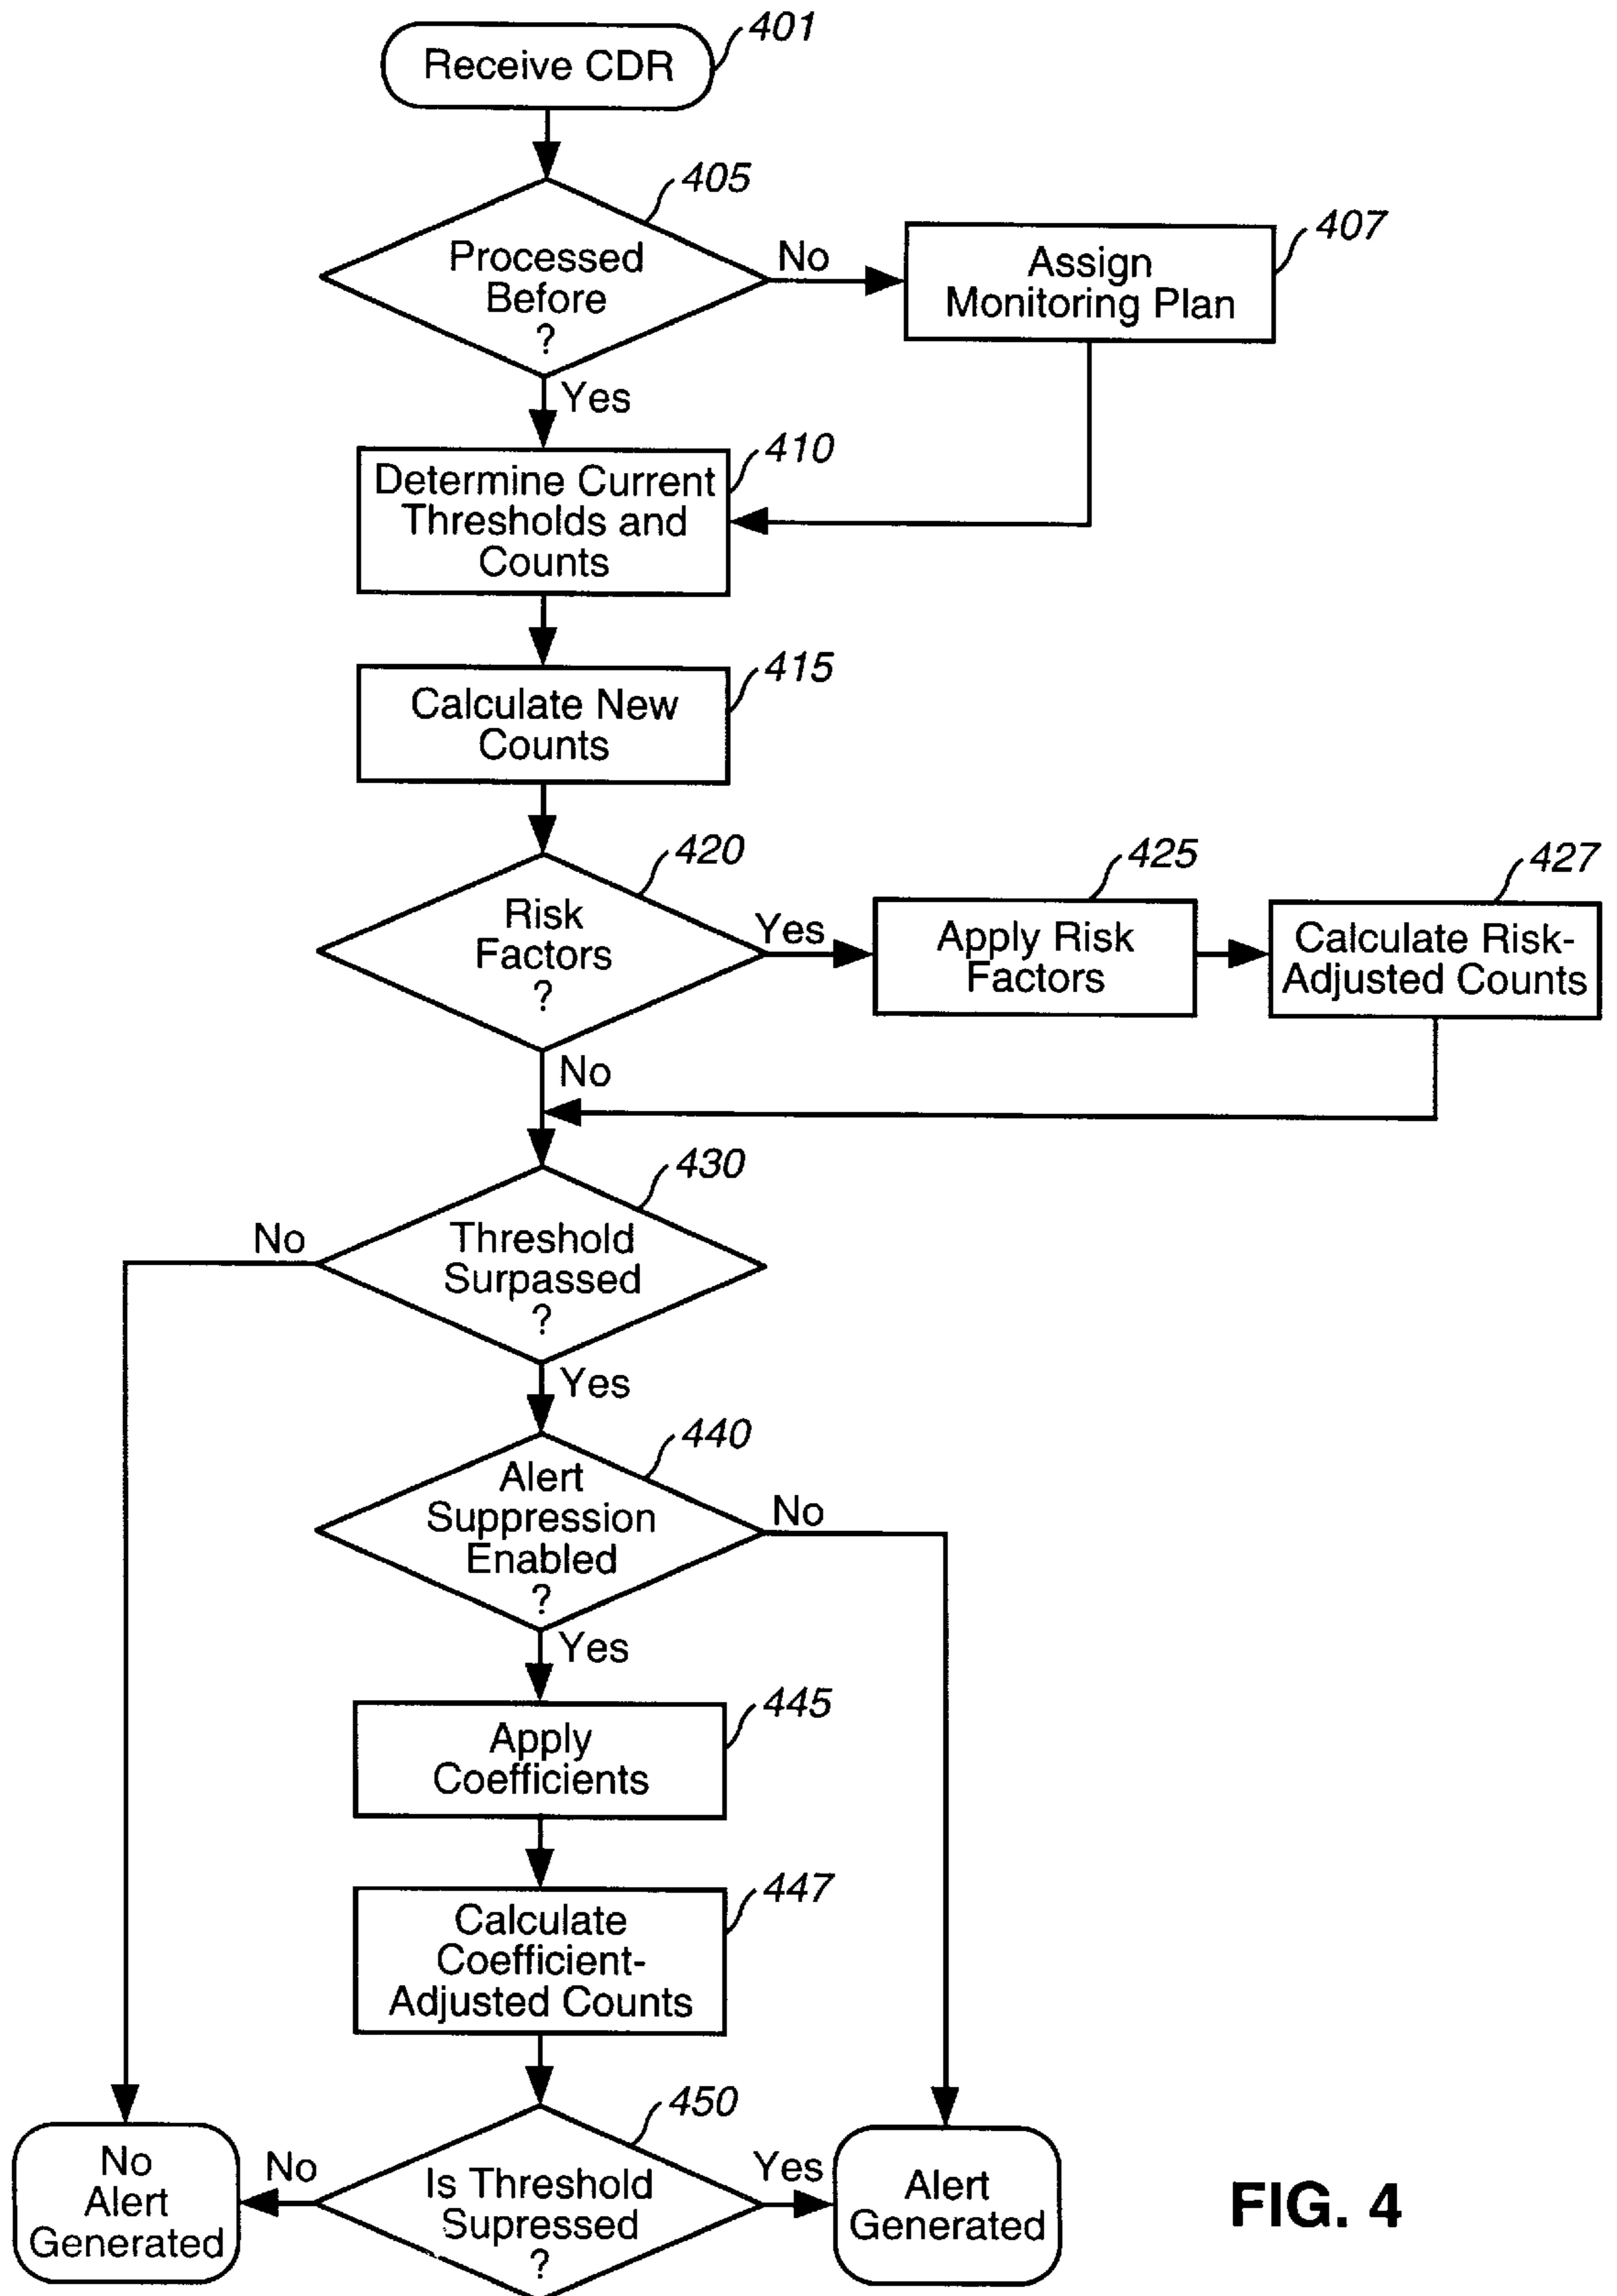 Receive CDR
401
405
Processed
Before
?
No
Yes
407
Assign
Monitoring Plan
410
Determine Current
Thresholds and
Counts
415
Calculate New
Counts
420
Risk
Factors
?
Yes
No
425
Apply Risk
Factors
427
Calculate Risk-
Adjusted Counts
430
Threshold
Surpassed
?
No
Yes
440
Alert
Suppression
Enabled
?
No
Yes
445
Apply
Coefficients
447
Calculate
Coefficient-
Adjusted Counts
450
Is Threshold
Supressed
?
No
Yes
No
Alert
Generated
Alert
Generated
FIG. 4